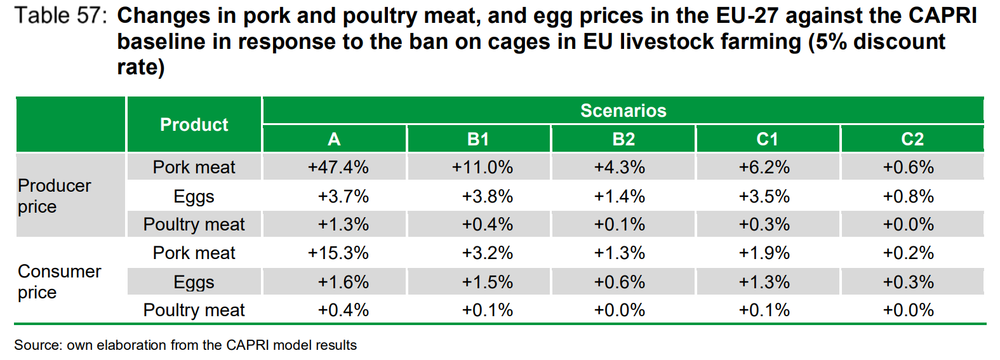 Table 57: Changes in pork and poultry meat, and egg prices in the EU-27 against the CAPRI
baseline in response to the ban on cages in EU livestock farming (5% discount
rate)
Product Scenarios
A B1 B2 C1 C2
Producer price Pork meat +47.4% +11.0% +4.3% +6.2% +0.6%
Eggs +3.7% +3.8% +1.4% +3.5% +0.8%
Poultry meat +1.3% +0.4% +0.1% +0.3% +0.0%
Consumer price Pork meat +15.3% +3.2% +1.3% +1.9% +0.2%
Eggs +1.6% +1.5% +0.6% +1.3% +0.3%
Poultry meat +0.4% +0.1% +0.0% +0.1% +0.0%
Source: own elaboration from the CAPRI model results